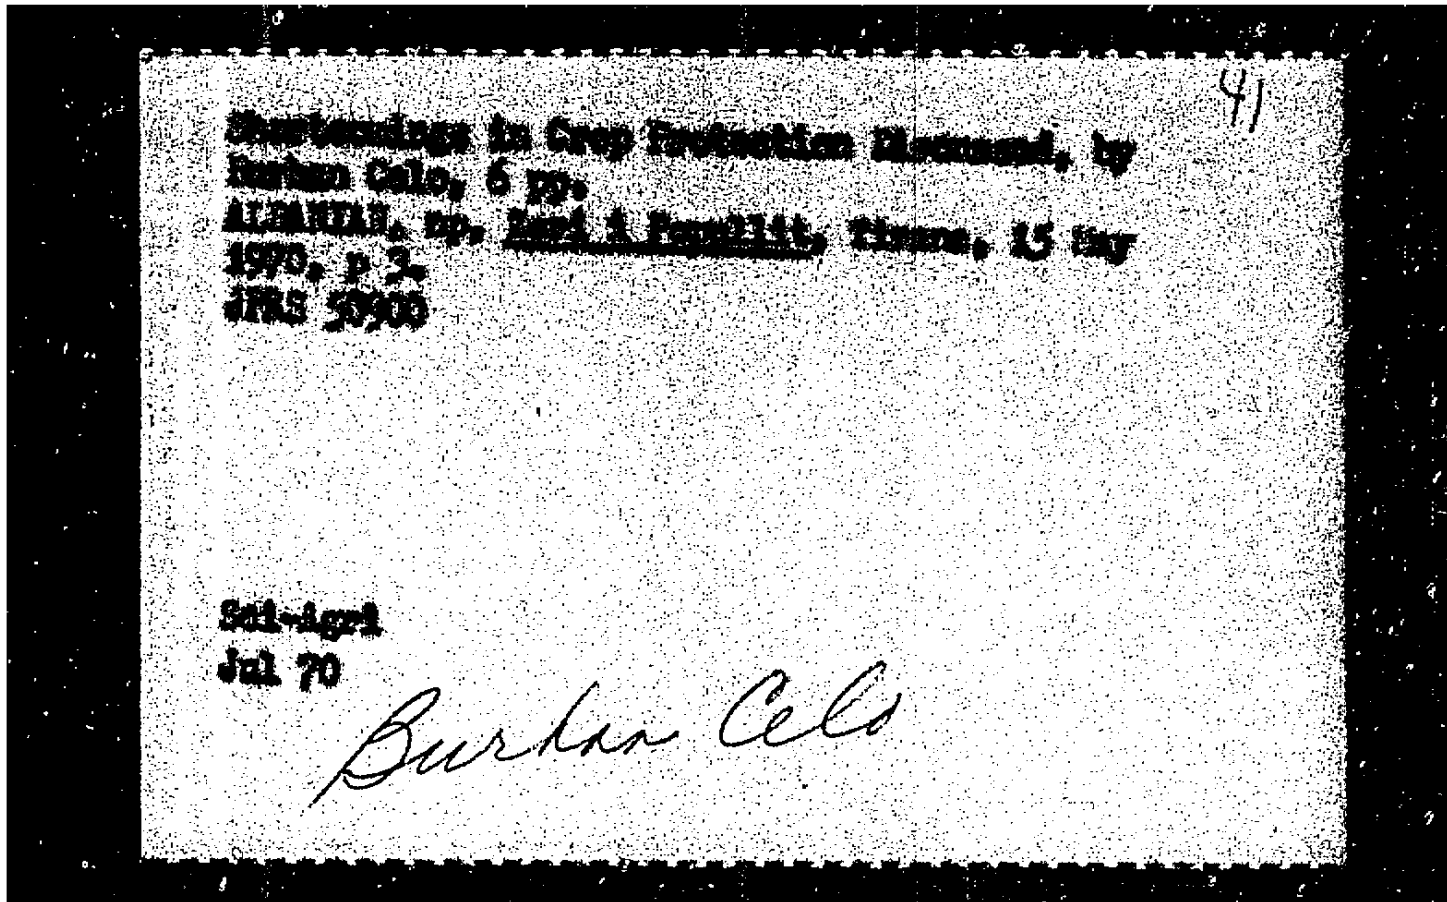 41
Shortcomings in Crop Protection Discussed, by
Burhan Celo, 6 pp.
ALBANIAN, np, Zeri i Popullit, Tirana, 15 May
1970, p 3.
JPRS 50900
Sci-Agri
Jul 70
Burhan Celo